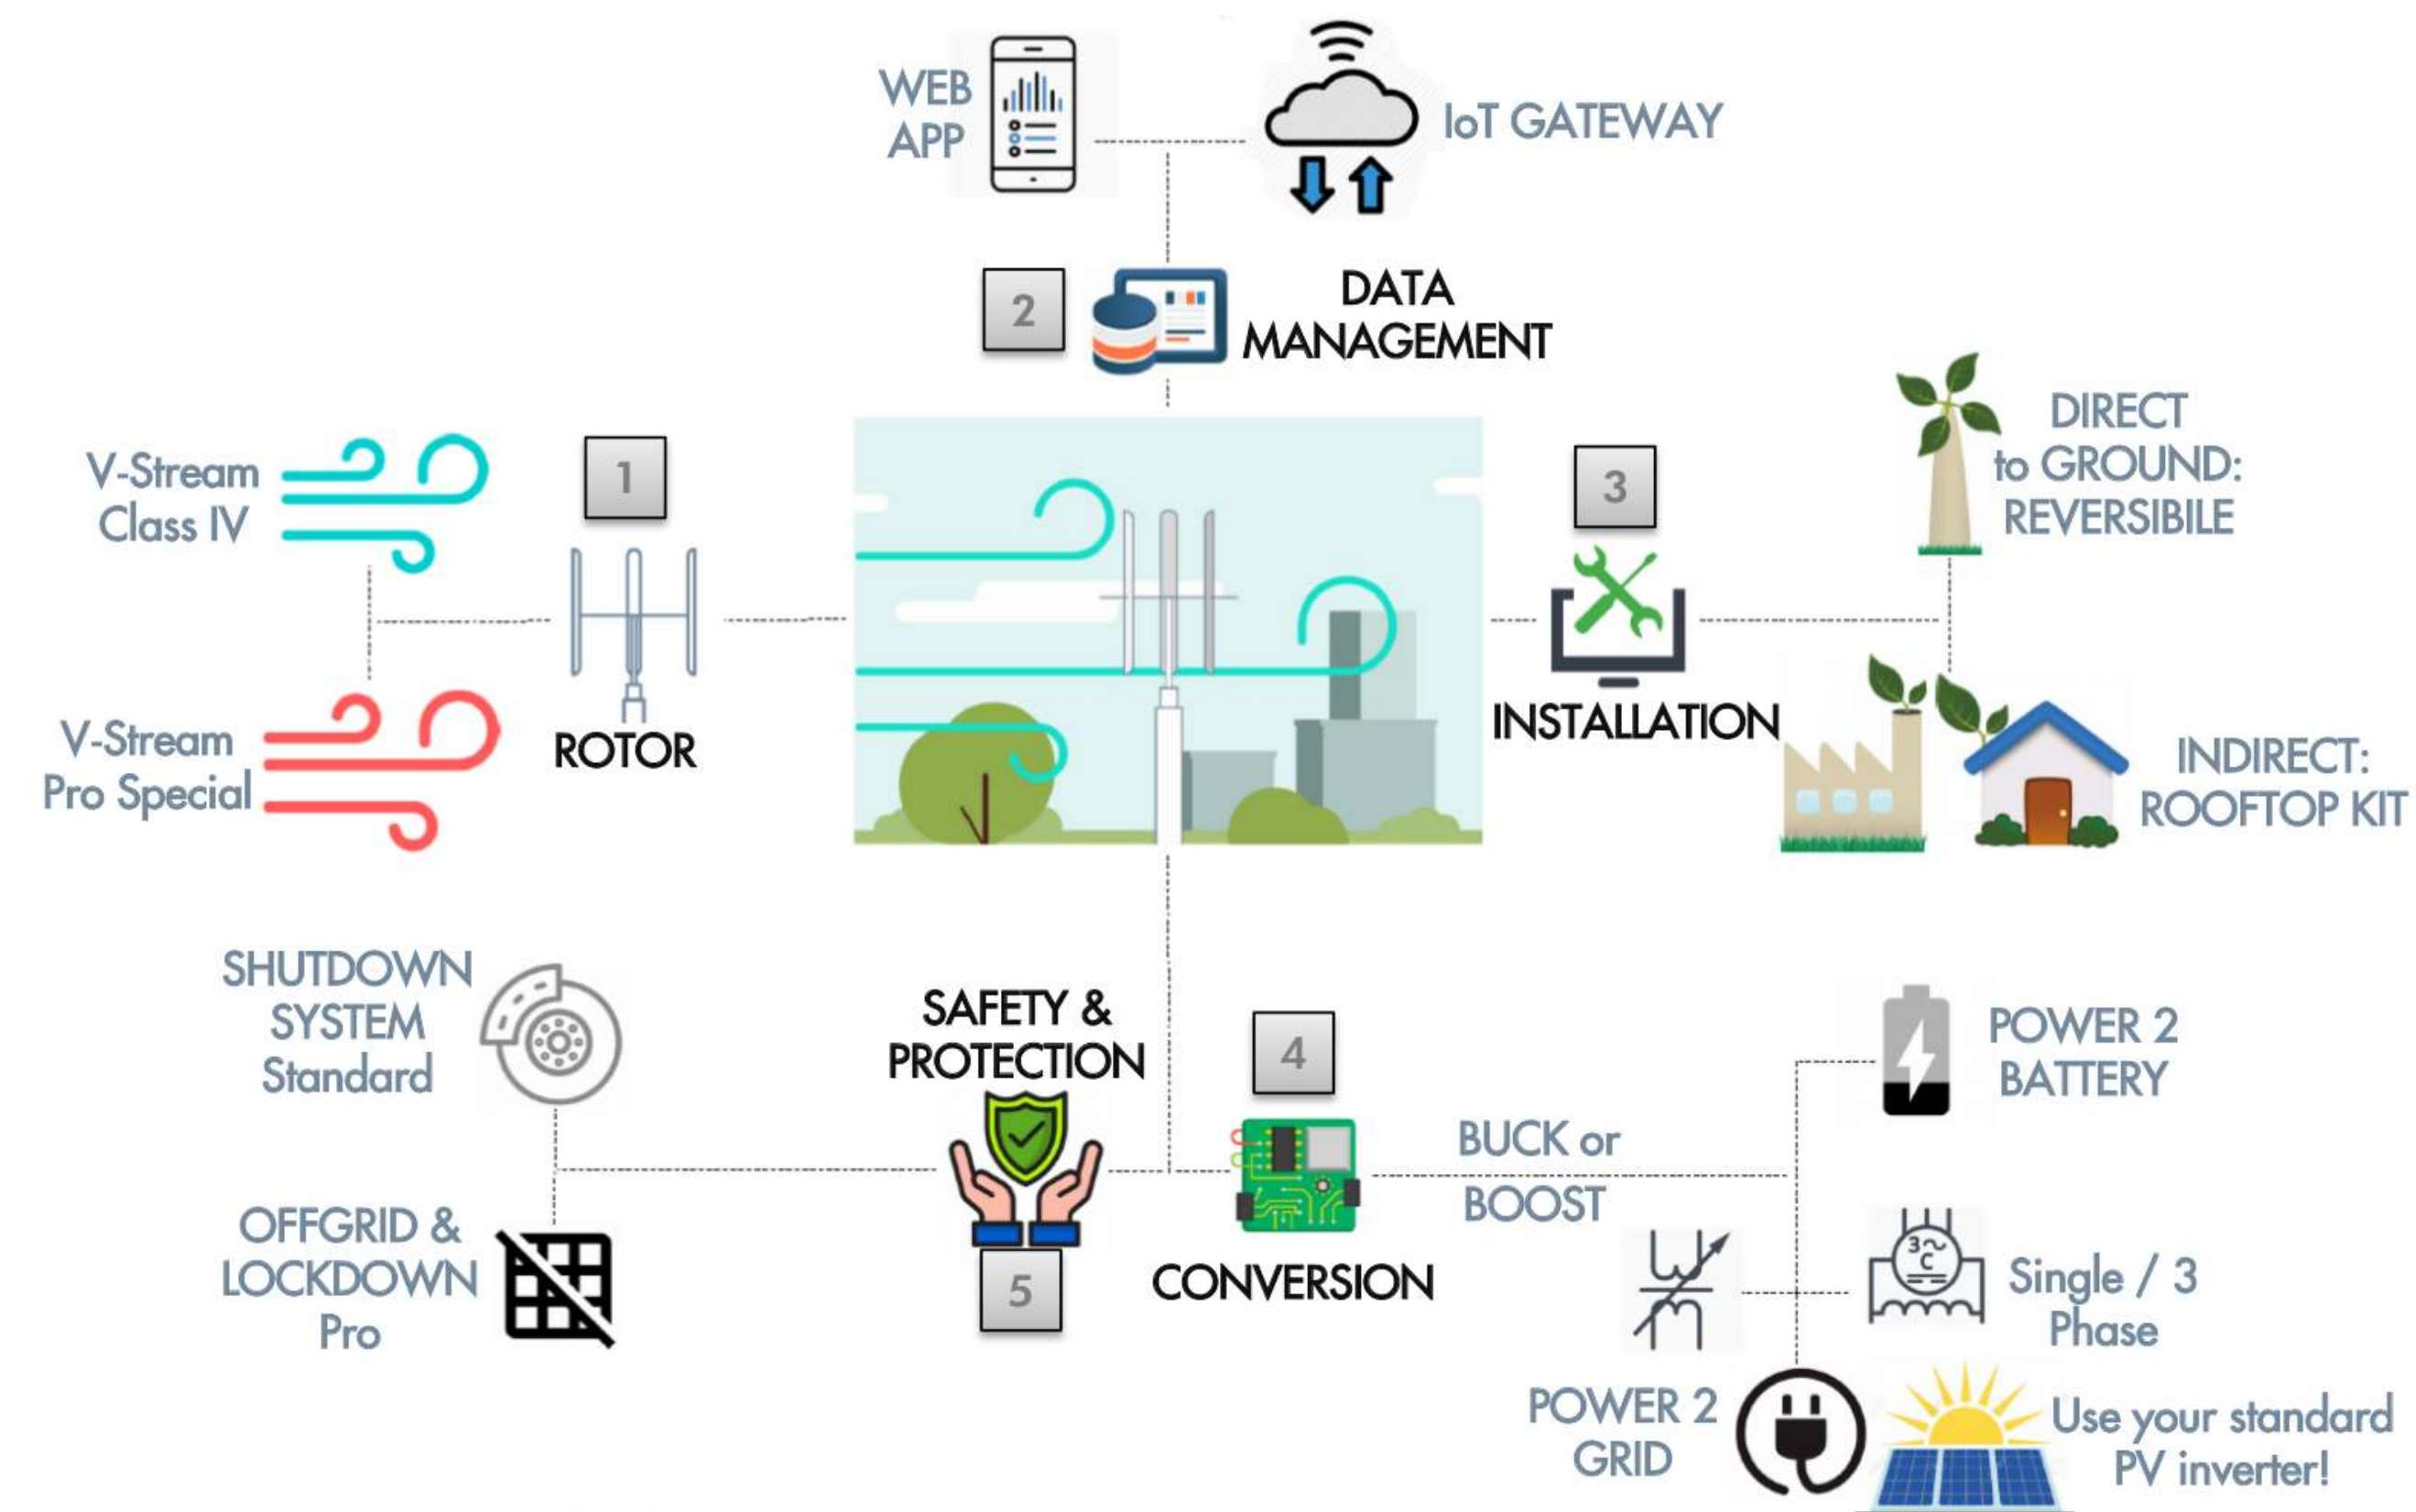 WEB
APP
IoT GATEWAY
2
DATA
MANAGEMENT
V-Stream
Class IV
1
ROTOR
V-Stream
Pro Special
3
INSTALLATION
DIRECT
to GROUND:
REVERSIBILE
INDIRECT:
ROOFTOP KIT
SHUTDOWN
SYSTEM
Standard
OFFGRID &
LOCKDOWN
Pro
SAFETY &
PROTECTION
5
4
CONVERSION
BUCK or
BOOST
POWER 2
BATTERY
3~
C
Single / 3
Phase
POWER 2
GRID
Use your standard
PV inverter!